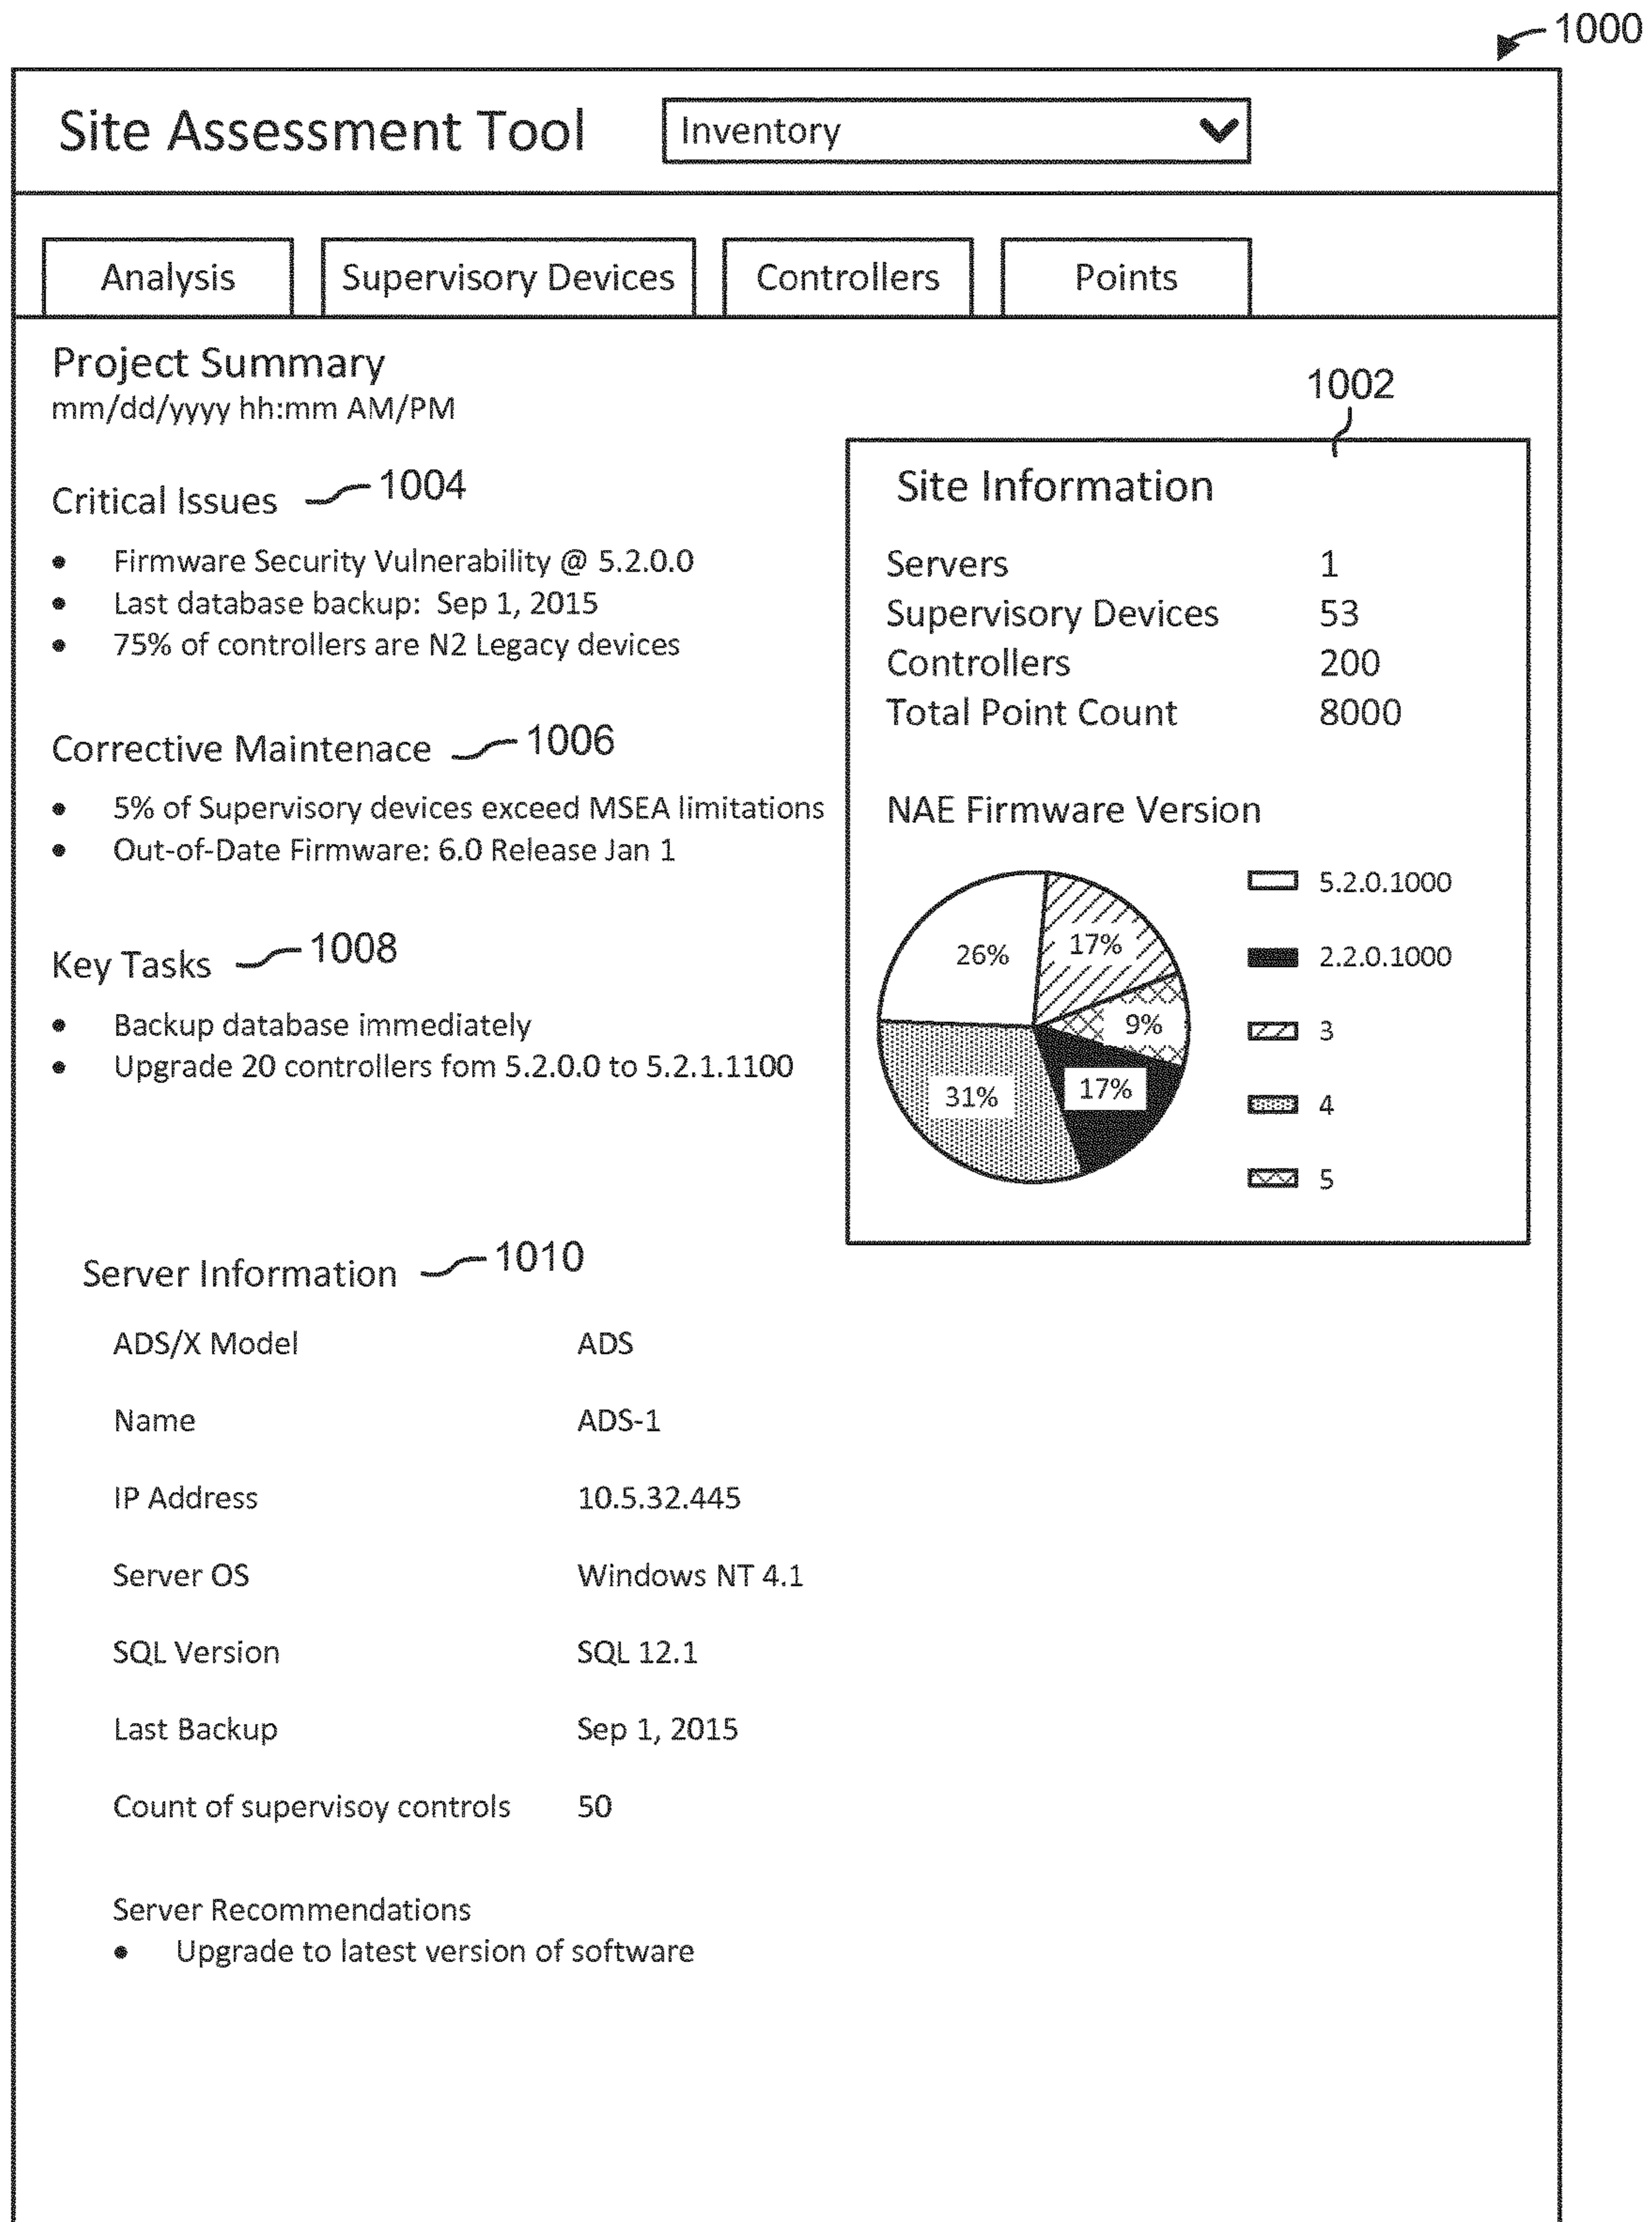 1000
Site Assessment Tool
Inventory
Analysis
Supervisory Devices
Controllers
Points
Project Summary
mm/dd/yyyy hh:mm AM/PM
Critical Issues 1004
• Firmware Security Vulnerability @ 5.2.0.0
• Last database backup: Sep 1, 2015
• 75% of controllers are N2 Legacy devices
Corrective Maintenace 1006
• 5% of Supervisory devices exceed MSEA limitations
• Out-of-Date Firmware: 6.0 Release Jan 1
Key Tasks 1008
• Backup database immediately
• Upgrade 20 controllers fom 5.2.0.0 to 5.2.1.1100
1002
Site Information
Servers 1
Supervisory Devices 53
Controllers 200
Total Point Count 8000
NAE Firmware Version
26%
17%
9%
17%
31%
5.2.0.1000
2.2.0.1000
3
4
5
Server Information 1010
ADS/X Model ADS
Name ADS-1
IP Address 10.5.32.445
Server OS Windows NT 4.1
SQL Version SQL 12.1
Last Backup Sep 1, 2015
Count of supervisoy controls 50
Server Recommendations
• Upgrade to latest version of software